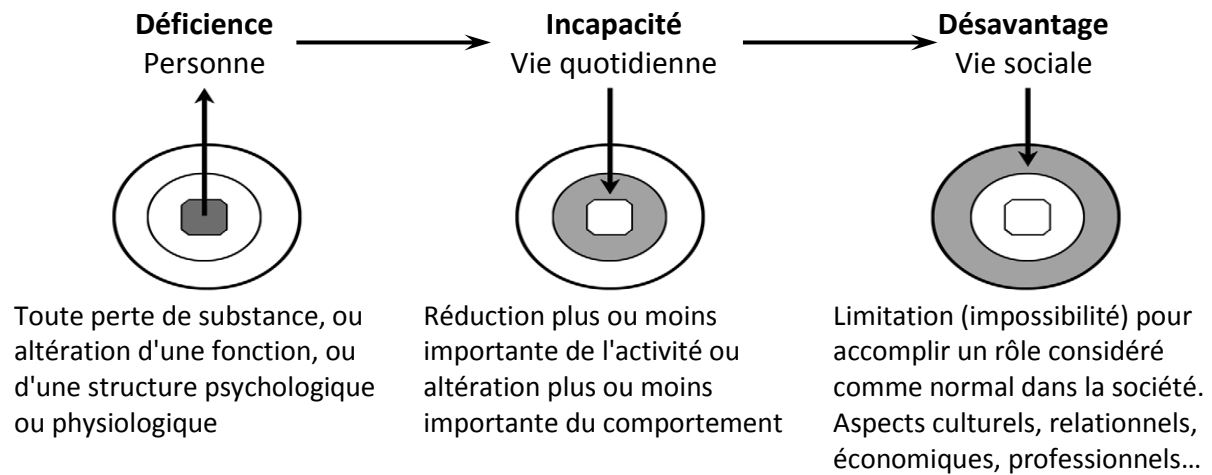 Déficience
Personne
Incapacité
Vie quotidienne
Désavantage
Vie sociale
Toute perte de substance, ou
altération d'une fonction, ou
d'une structure psychologique
ou physiologique
Réduction plus ou moins
importante de l'activité ou
altération plus ou moins
importante du comportement
Limitation (impossibilité) pour
accomplir un rôle considéré
comme normal dans la société.
Aspects culturels, relationnels,
économiques, professionnels…